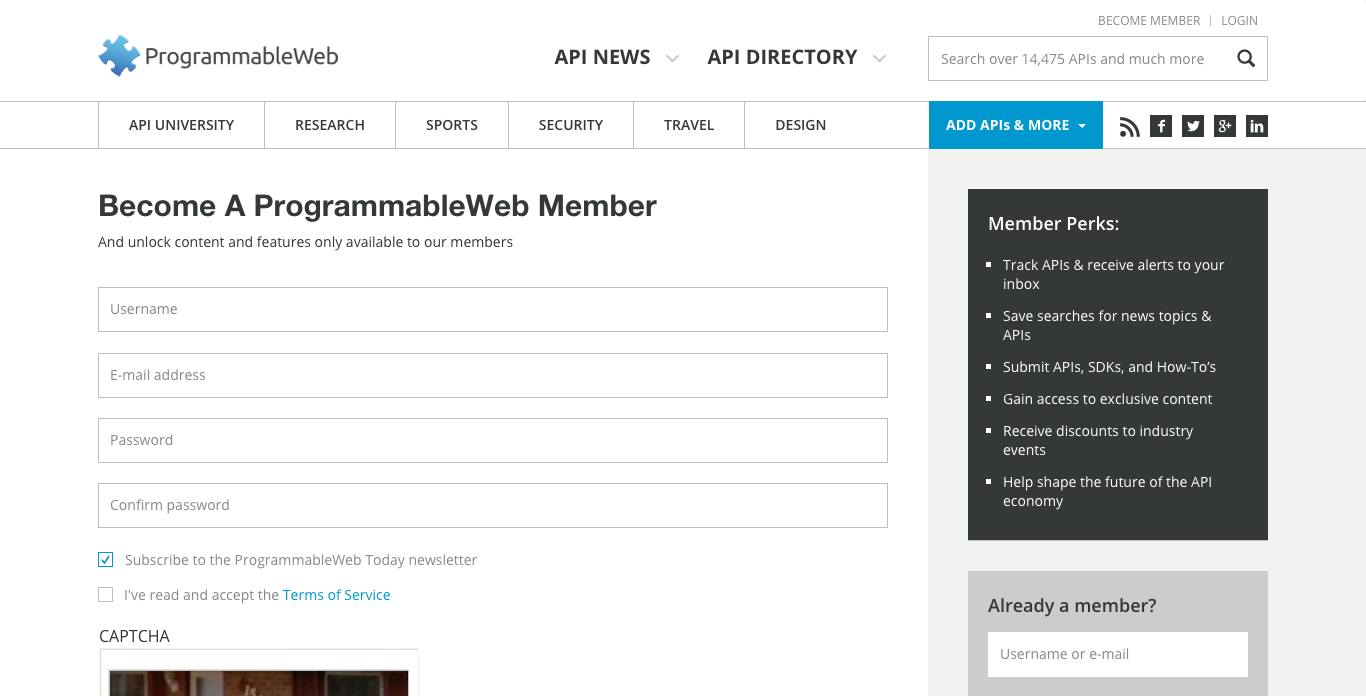 BECOME MEMBER | LOGIN
ProgrammableWeb
API NEWS
API DIRECTORY
Search over 14,475 APIs and much more
API UNIVERSITY
RESEARCH
SPORTS
SECURITY
TRAVEL
DESIGN
ADD APIs & MORE
Become A ProgrammableWeb Member
And unlock content and features only available to our members
Username
E-mail address
Password
Confirm password
Subscribe to the ProgrammableWeb Today newsletter
I've read and accept the Terms of Service
CAPTCHA
Member Perks:
Track APIs & receive alerts to your
inbox
Save searches for news topics &
APIs
Submit APIs, SDKs, and How-To’s
Gain access to exclusive content
Receive discounts to industry
events
Help shape the future of the API
economy
Already a member?
Username or e-mail